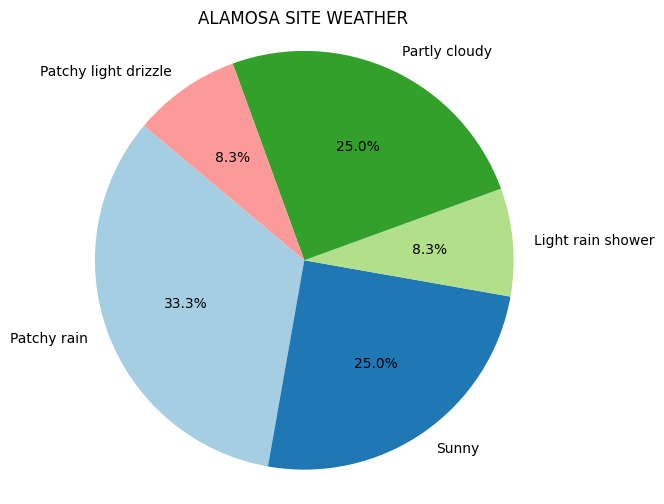 ALAMOSA SITE WEATHER
Partly cloudy
Patchy light drizzle
25.0%
8.3%
Light rain shower
8.3%
33.3%
Patchy rain
25.0%
Sunny